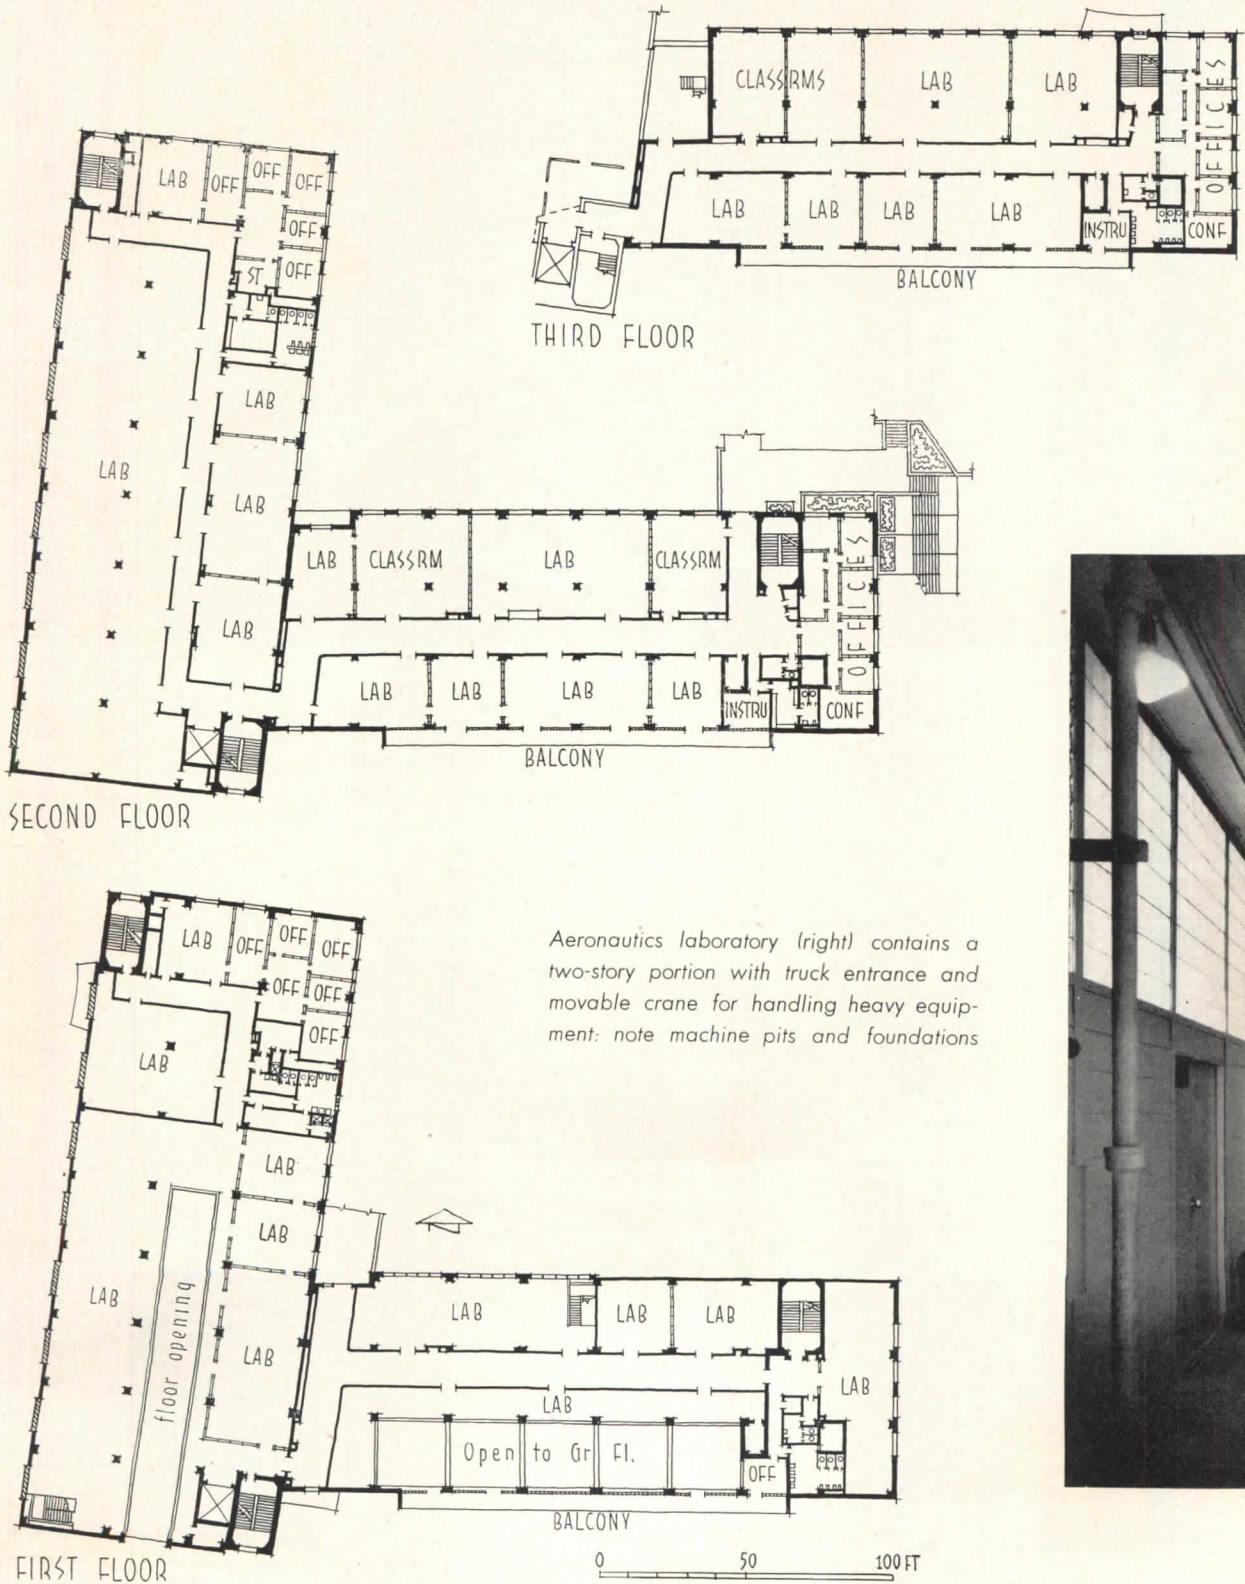 CLASSRMS LAB LAB
OFFICES
LAB LAB LAB LAB INSTRU CONF
BALCONY
THIRD FLOOR
LAB OFF OFF OFF
OFF
ST OFF
LAB
LAB LAB
LAB
LAB CLASSRM LAB CLASSRM
OFFICES
LAB LAB LAB LAB INSTRU CONF
BALCONY
SECOND FLOOR
LAB OFF OFF OFF
OFF OFF
OFF
LAB
LAB
LAB
LAB floor opening LAB
LAB LAB LAB
LAB
LAB
Open to Gr Fl.
OFF
BALCONY
FIRST FLOOR
Aeronautics laboratory (right) contains a
two-story portion with truck entrance and
movable crane for handling heavy equip-
ment: note machine pits and foundations
0 50 100 FT